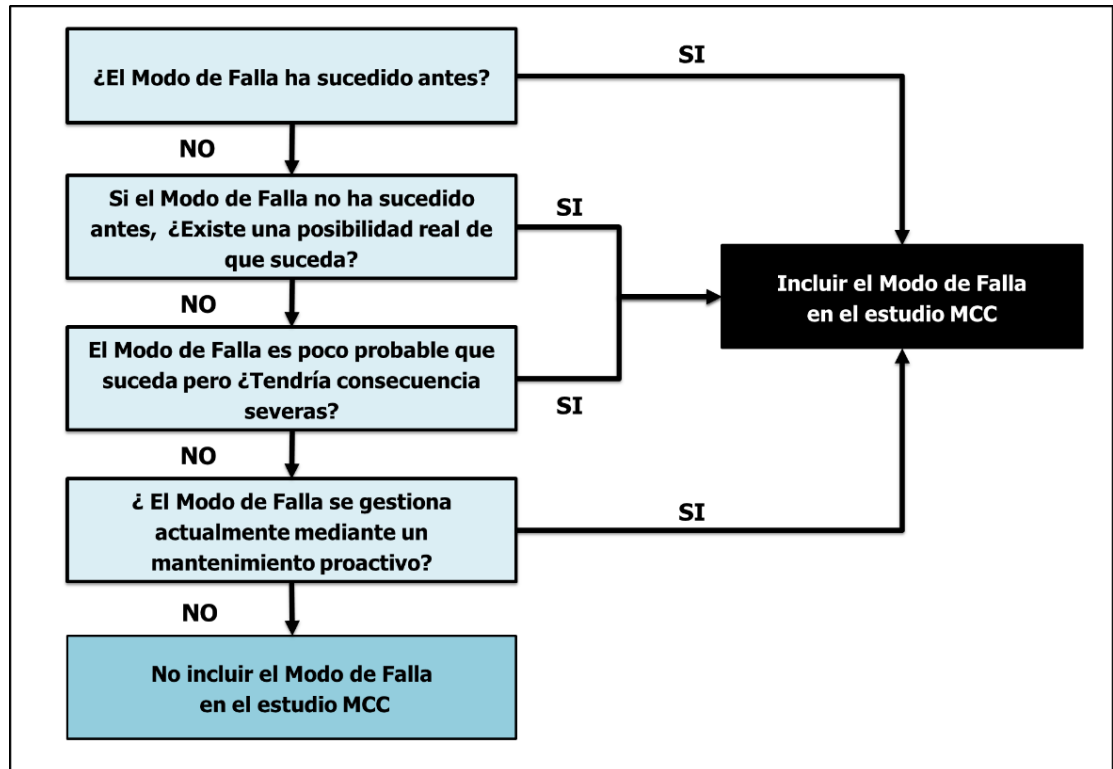 ¿El Modo de Falla ha sucedido antes?
SI
NO
Si el Modo de Falla no ha sucedido
antes, ¿Existe una posibilidad real de
que suceda?
SI
Incluir el Modo de Falla
en el estudio MCC
NO
El Modo de Falla es poco probable que
suceda pero ¿Tendría consecuencia
severas?
SI
NO
¿ El Modo de Falla se gestiona
actualmente mediante un
mantenimiento proactivo?
SI
NO
No incluir el Modo de Falla
en el estudio MCC